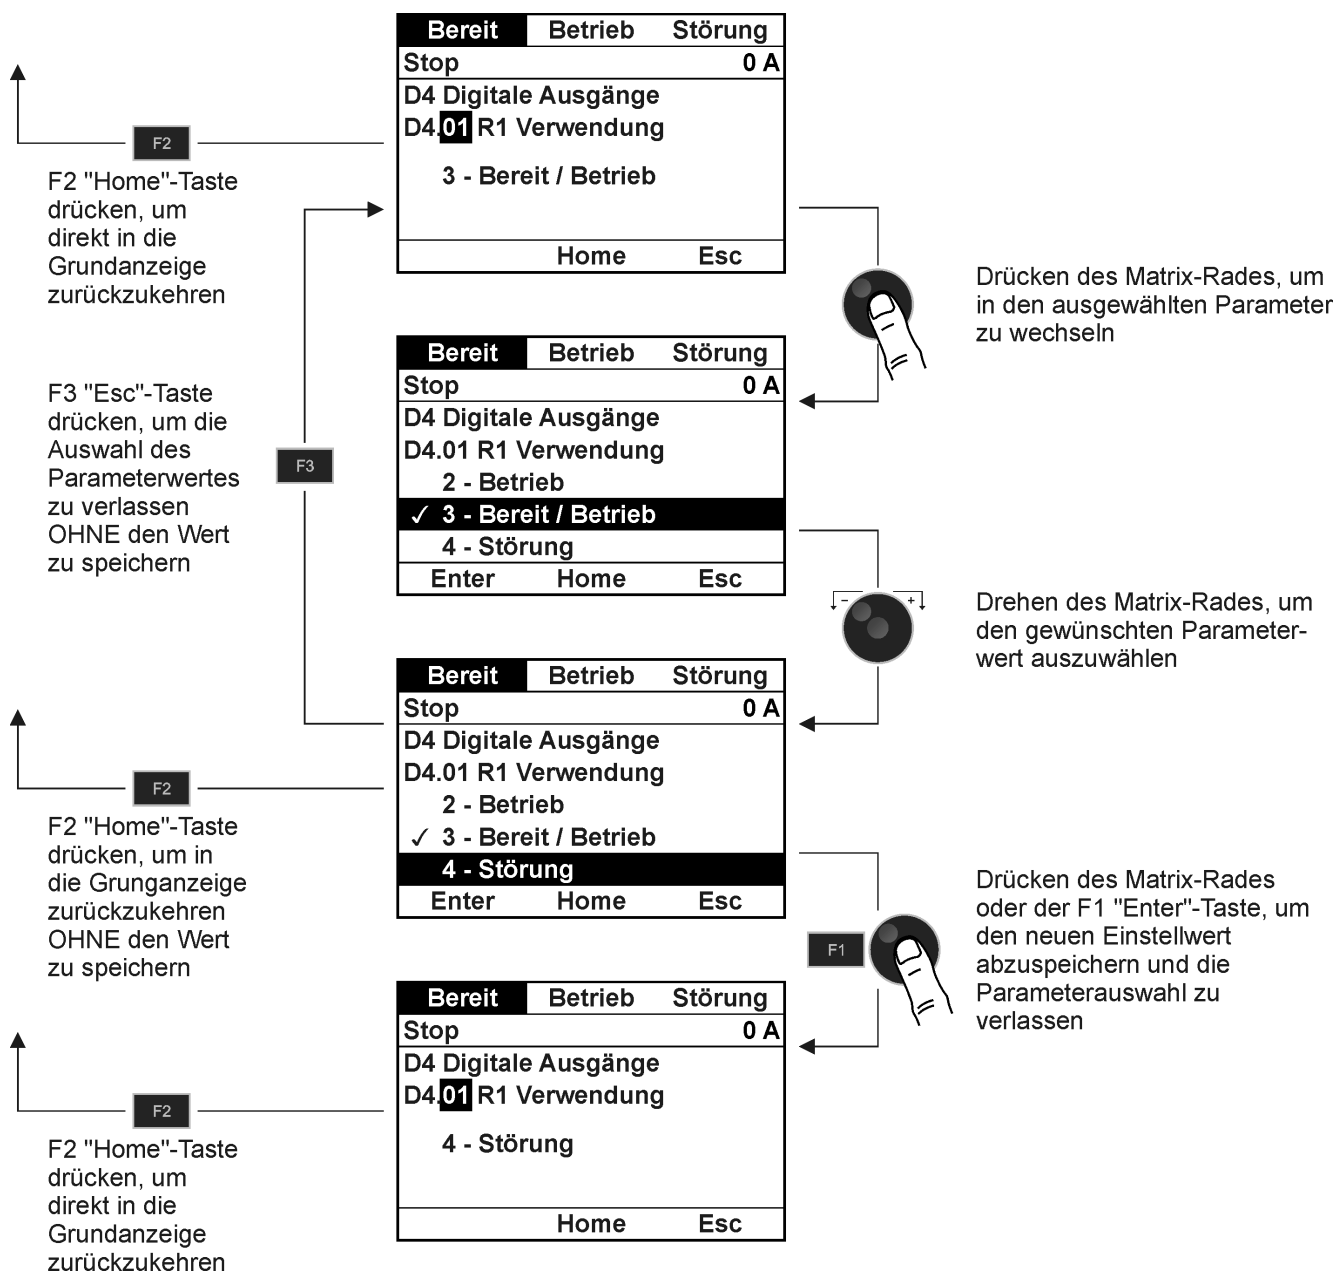 Bereit Betrieb Störung
Stop 0 A
D4 Digitale Ausgänge
D4.01 R1 Verwendung
3 - Bereit / Betrieb
Home Esc
F2
F2 "Home"-Taste
drücken, um
direkt in die
Grundanzeige
zurückzukehren
Drücken des Matrix-Rades, um
in den ausgewählten Parameter
zu wechseln
Bereit Betrieb Störung
Stop 0 A
D4 Digitale Ausgänge
D4.01 R1 Verwendung
2 - Betrieb
✓ 3 - Bereit / Betrieb
4 - Störung
Enter Home Esc
F3 "Esc"-Taste
drücken, um die
Auswahl des
Parameterwertes
zu verlassen
OHNE den Wert
zu speichern
F3
- +
Drehen des Matrix-Rades, um
den gewünschten Parameter-
wert auszuwählen
Bereit Betrieb Störung
Stop 0 A
D4 Digitale Ausgänge
D4.01 R1 Verwendung
2 - Betrieb
✓ 3 - Bereit / Betrieb
4 - Störung
Enter Home Esc
F2
F2 "Home"-Taste
drücken, um in
die Grunganzeige
zurückzukehren
OHNE den Wert
zu speichern
Drücken des Matrix-Rades
oder der F1 "Enter"-Taste, um
den neuen Einstellwert
abzuspeichern und die
Parameterauswahl zu
verlassen
F1
Bereit Betrieb Störung
Stop 0 A
D4 Digitale Ausgänge
D4.01 R1 Verwendung
4 - Störung
Home Esc
F2
F2 "Home"-Taste
drücken, um
direkt in die
Grundanzeige
zurückzukehren